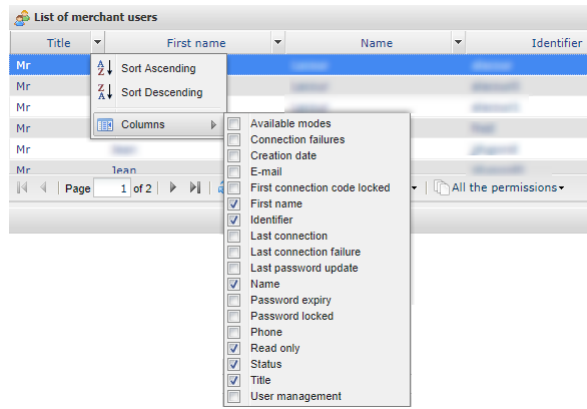 List of merchant users
Title First name Name Identifier
Mr
Sort Ascending
Mr
Sort Descending
Mr
Mr
Columns
Mr
Mr Jean
Page 1 of 2 All the permissions
Available modes
Connection failures
Creation date
E-mail
First connection code locked
First name
Identifier
Last connection
Last connection failure
Last password update
Name
Password expiry
Password locked
Phone
Read only
Status
Title
User management